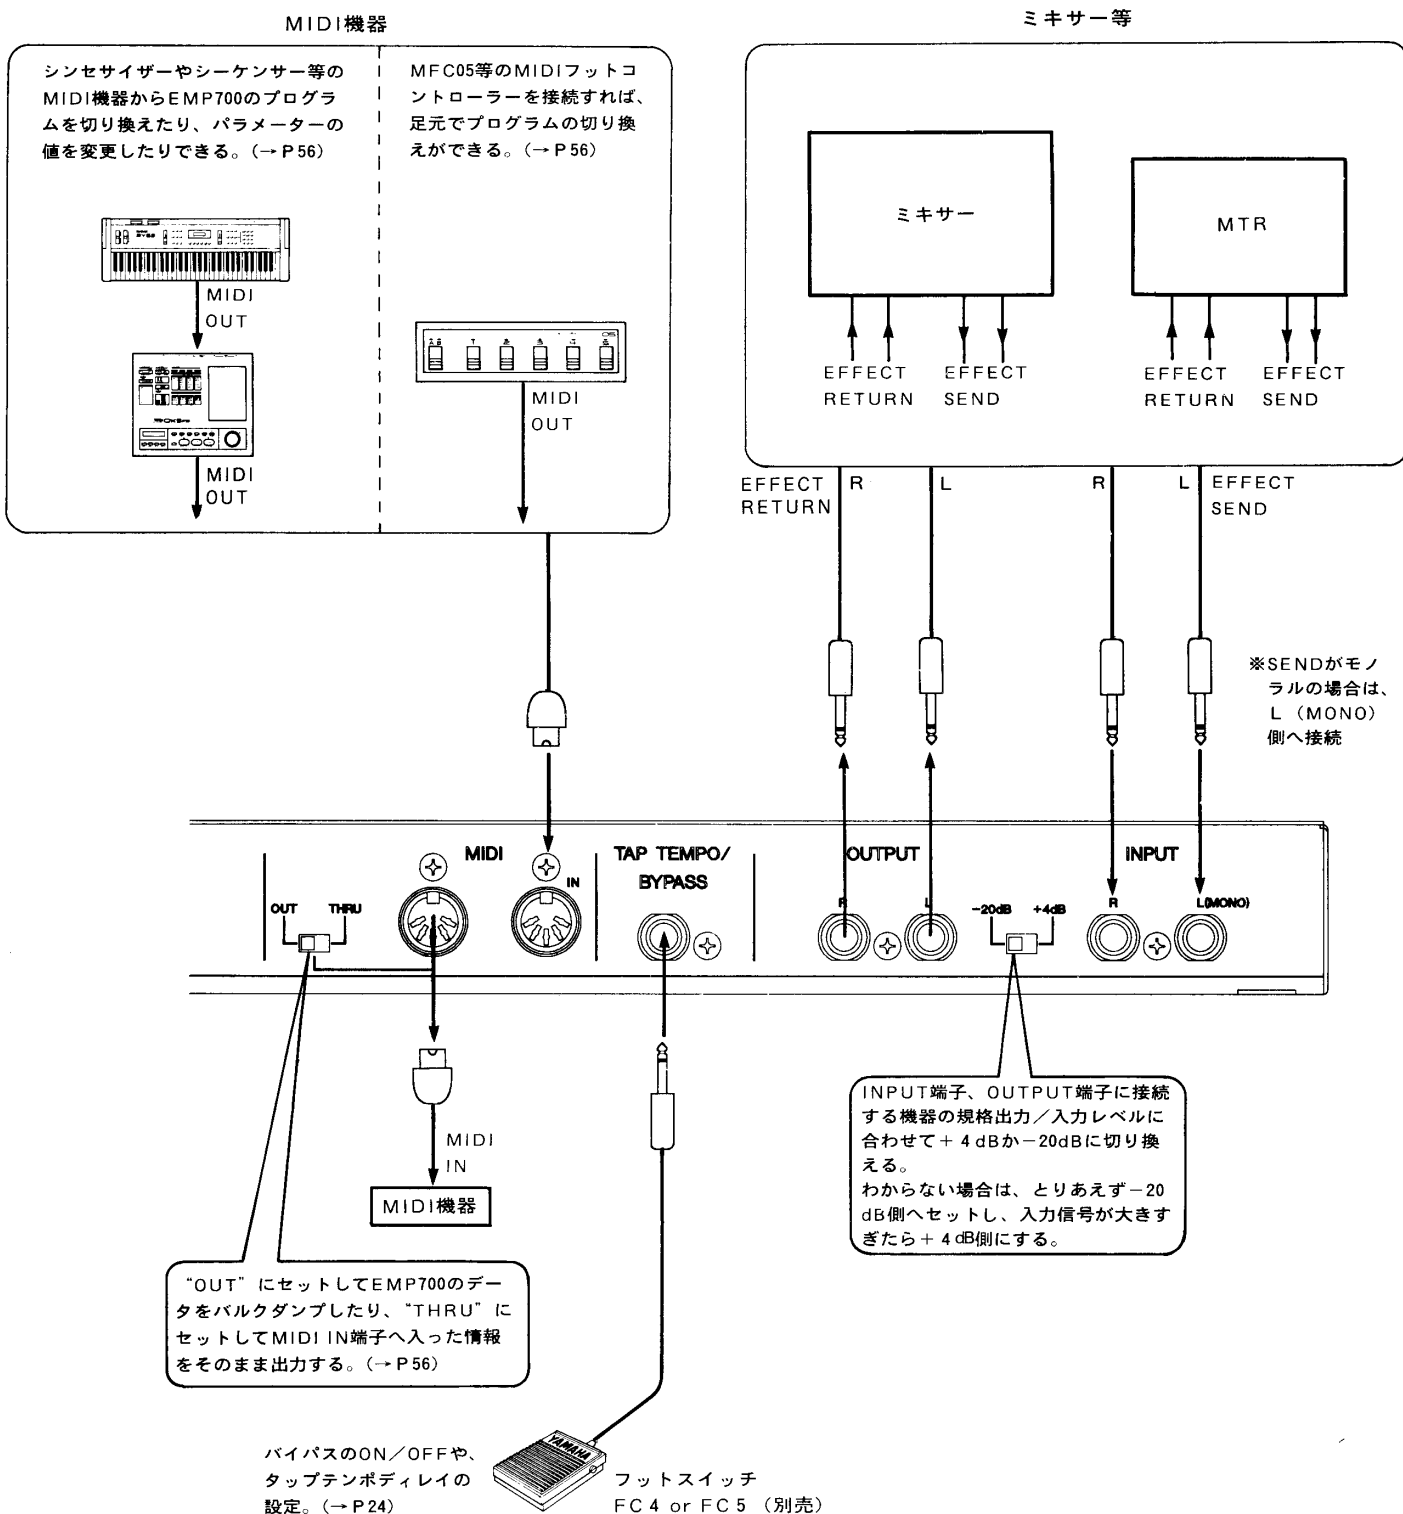 MIDI機器
シンセサイザーやシーケンサー等の
MIDI機器からEMP700のプログラ
ムを切り換えたり、パラメーターの
値を変更したりできる。(→P56)
MFC05等のMIDIフットコ
ントローラーを接続すれば、
足元でプログラムの切り換
えができる。(→P56)
MIDI
OUT
MIDI
OUT
MIDI
OUT
ミキサー等
ミキサー
MTR
EFFECT
RETURN
EFFECT
SEND
EFFECT
RETURN
EFFECT
SEND
EFFECT
RETURN
R
L
R
L
EFFECT
SEND
※SENDがモノ
ラルの場合は、
L (MONO)
側へ接続
MIDI
OUT
THRU
IN
TAP TEMPO/
BYPASS
OUTPUT
R
L
-20dB
+4dB
INPUT
R
L(MONO)
MIDI
IN
MIDI機器
INPUT端子、OUTPUT端子に接続
する機器の規格出力/入力レベルに
合わせて+4dBか-20dBに切り換
える。
わからない場合は、とりあえず-20
dB側へセットし、入力信号が大きす
ぎたら+4dB側にする。
“OUT”にセットしてEMP700のデー
タをバルクダンプしたり、“THRU”に
セットしてMIDI IN端子へ入った情報
をそのまま出力する。(→P56)
バイパスのON/OFFや、
タップテンポディレイの
設定。(→P24)
YAMAHA
フットスイッチ
FC4 or FC5 (別売)